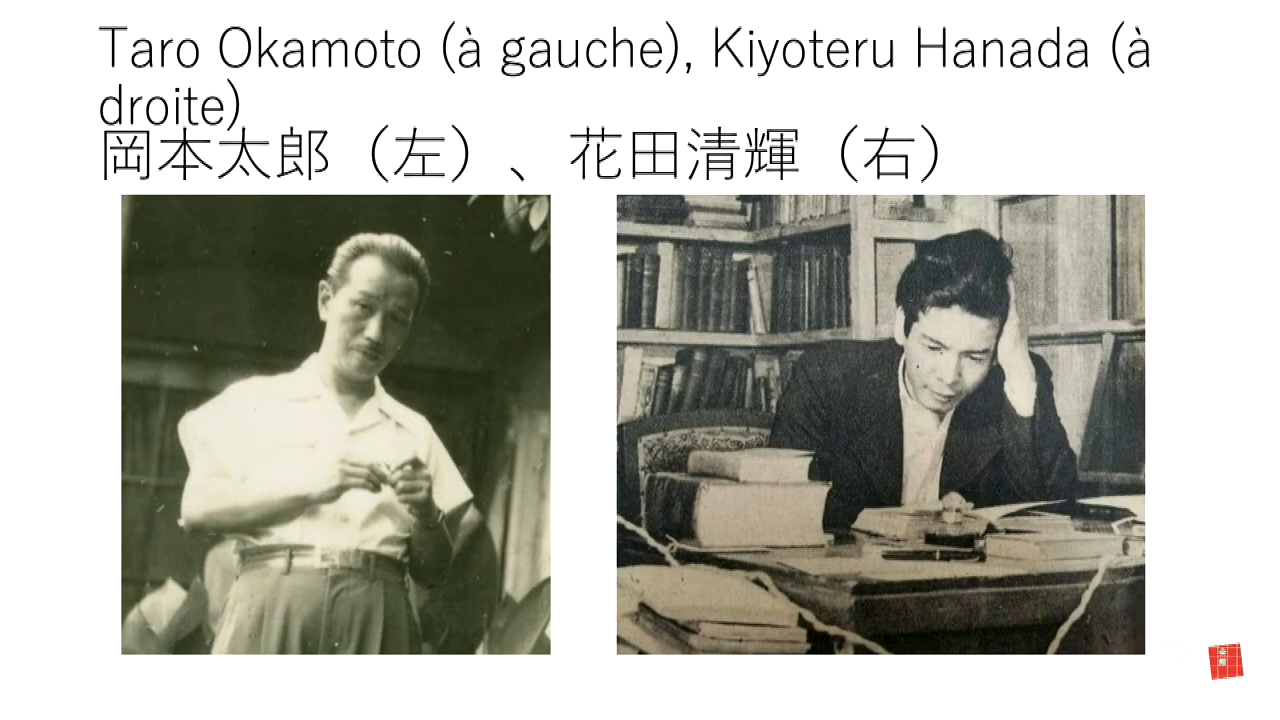 Taro Okamoto (à gauche), Kiyoteru Hanada (à
droite)
岡本太郎（左）、花田清輝（右）